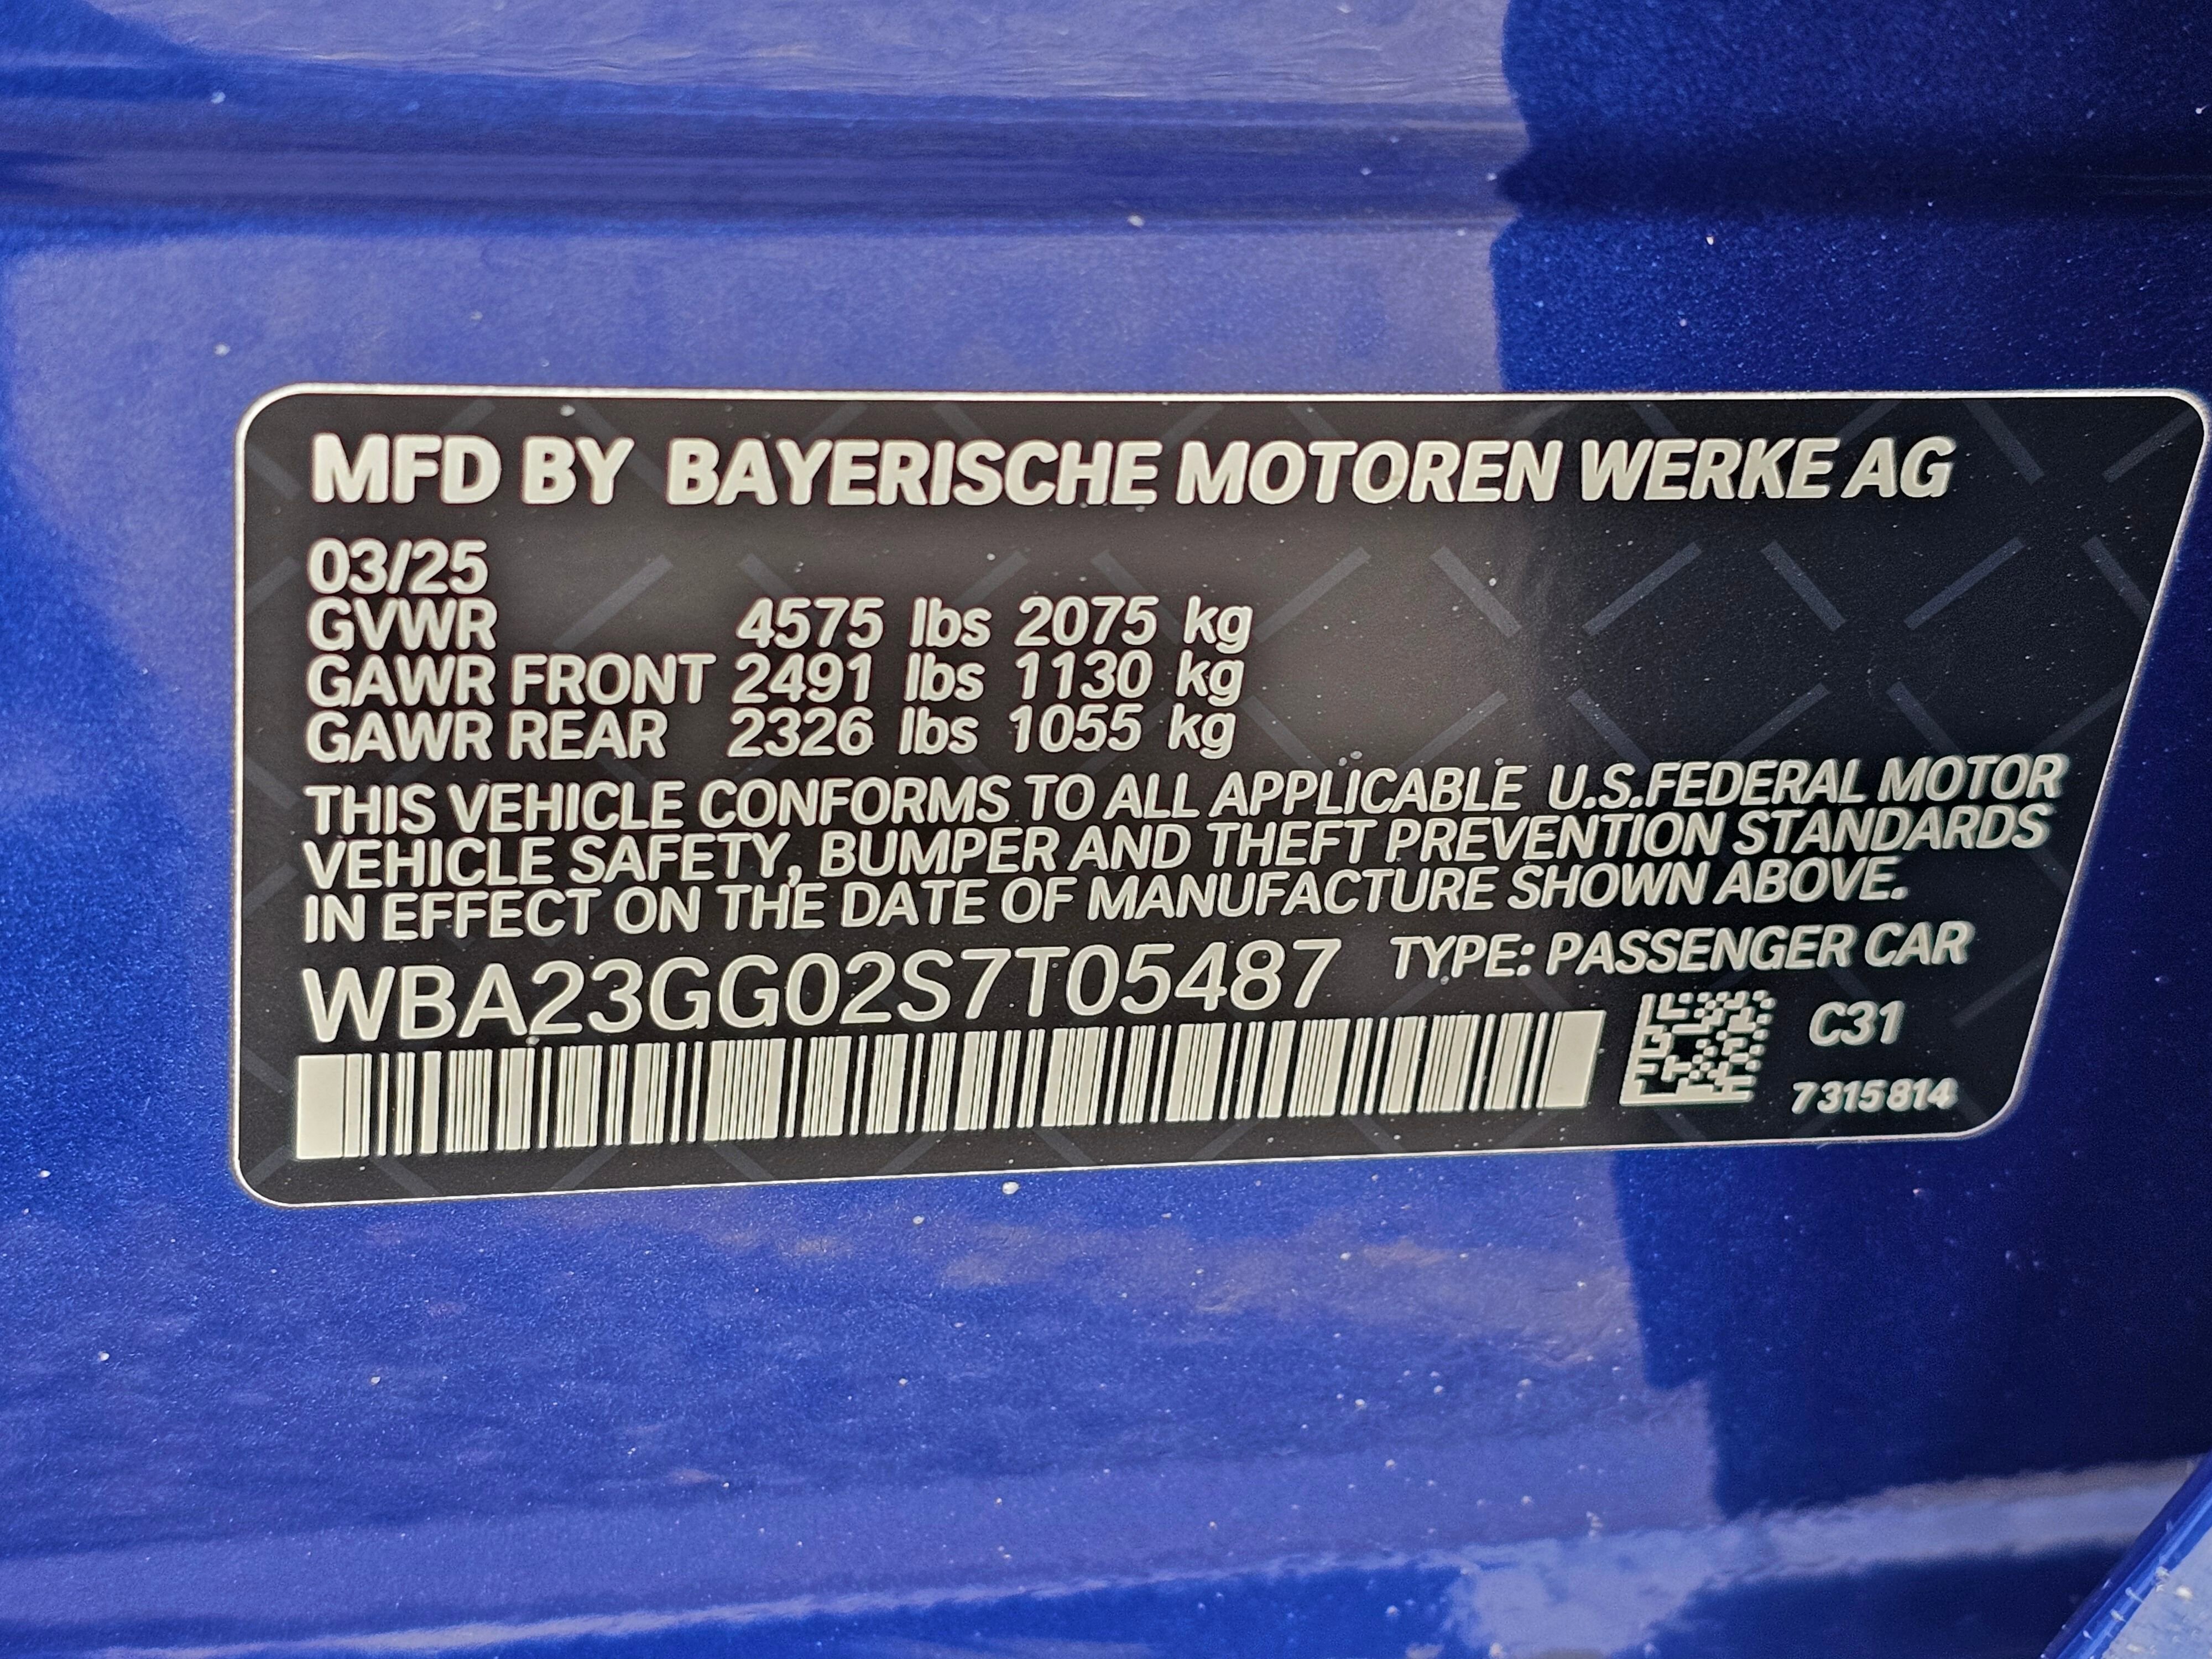 MFD BY BAYERISCHE MOTOREN WERKE AG
03/25
GVWR 4575 lbs 2075 kg
GAWR FRONT 2491 lbs 1130 kg
GAWR REAR 2326 lbs 1055 kg
THIS VEHICLE CONFORMS TO ALL APPLICABLE U.S.FEDERAL MOTOR
VEHICLE SAFETY, BUMPER AND THEFT PREVENTION STANDARDS
IN EFFECT ON THE DATE OF MANUFACTURE SHOWN ABOVE.
WBA23GG02S7T05487 TYPE: PASSENGER CAR
C31
7315814